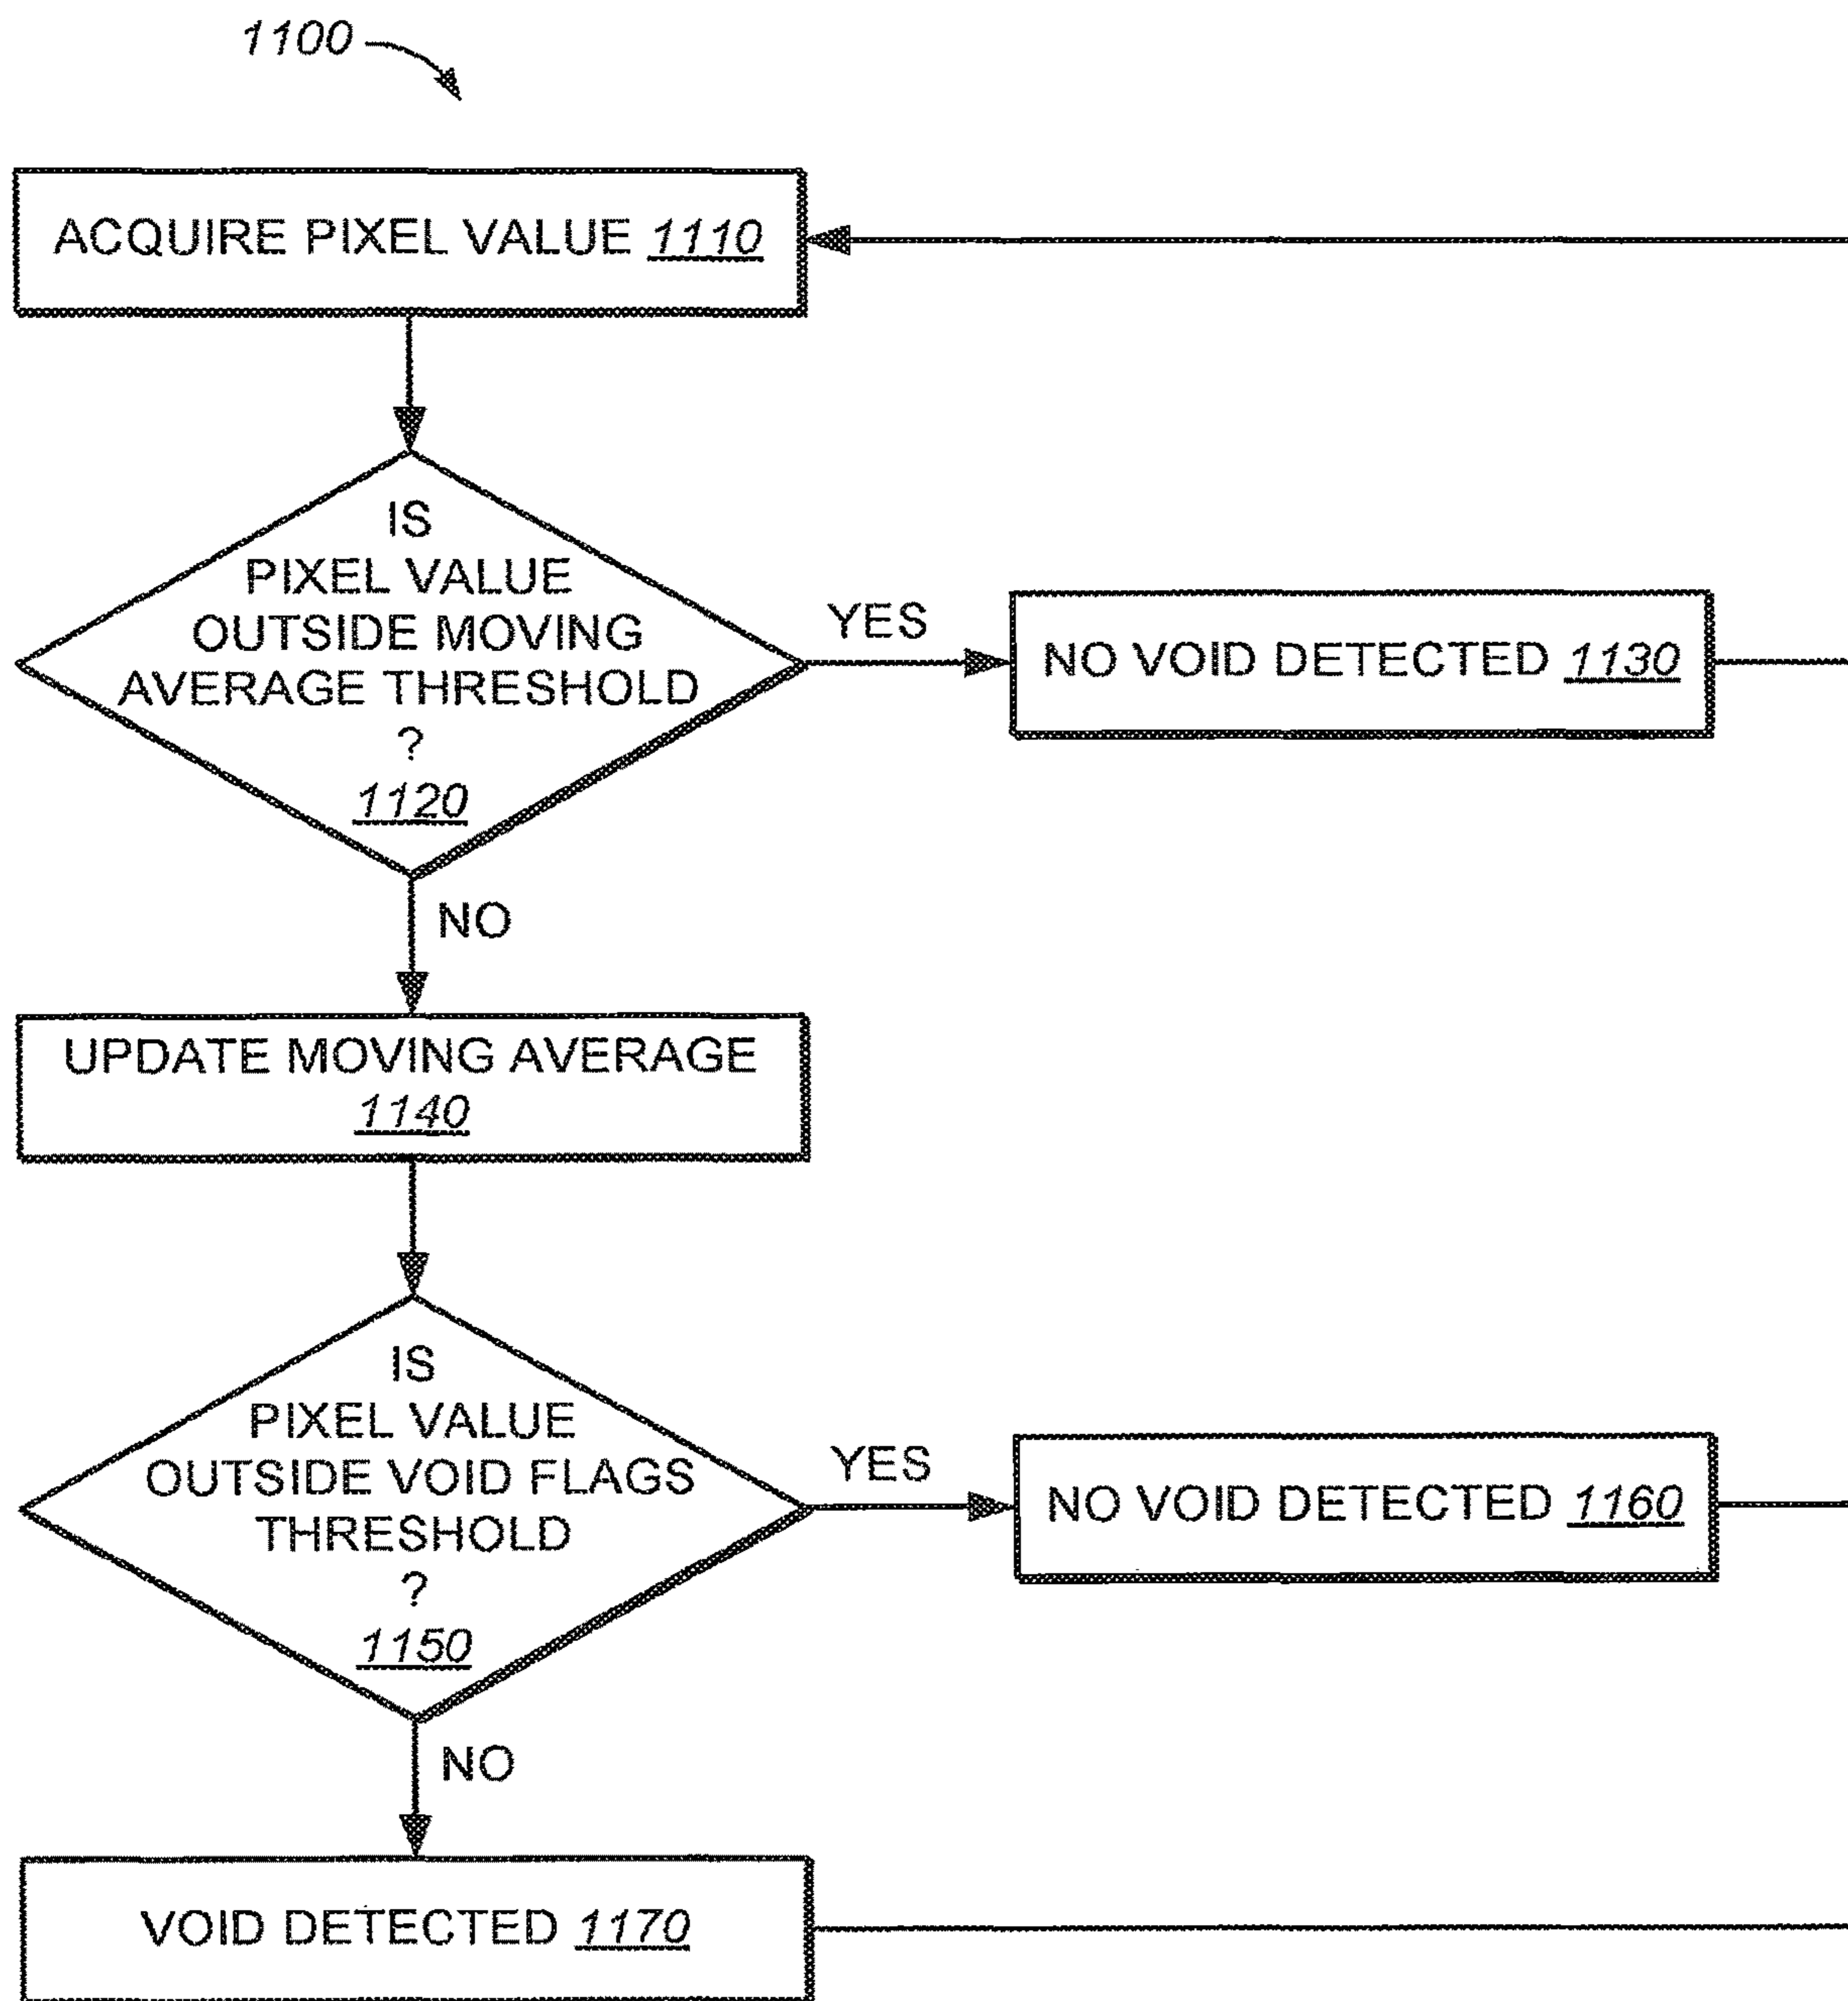 1100
ACQUIRE PIXEL VALUE 1110
IS
PIXEL VALUE
OUTSIDE MOVING
AVERAGE THRESHOLD
?
1120
YES
NO VOID DETECTED 1130
NO
UPDATE MOVING AVERAGE
1140
IS
PIXEL VALUE
OUTSIDE VOID FLAGS
THRESHOLD
?
1150
YES
NO VOID DETECTED 1160
NO
VOID DETECTED 1170